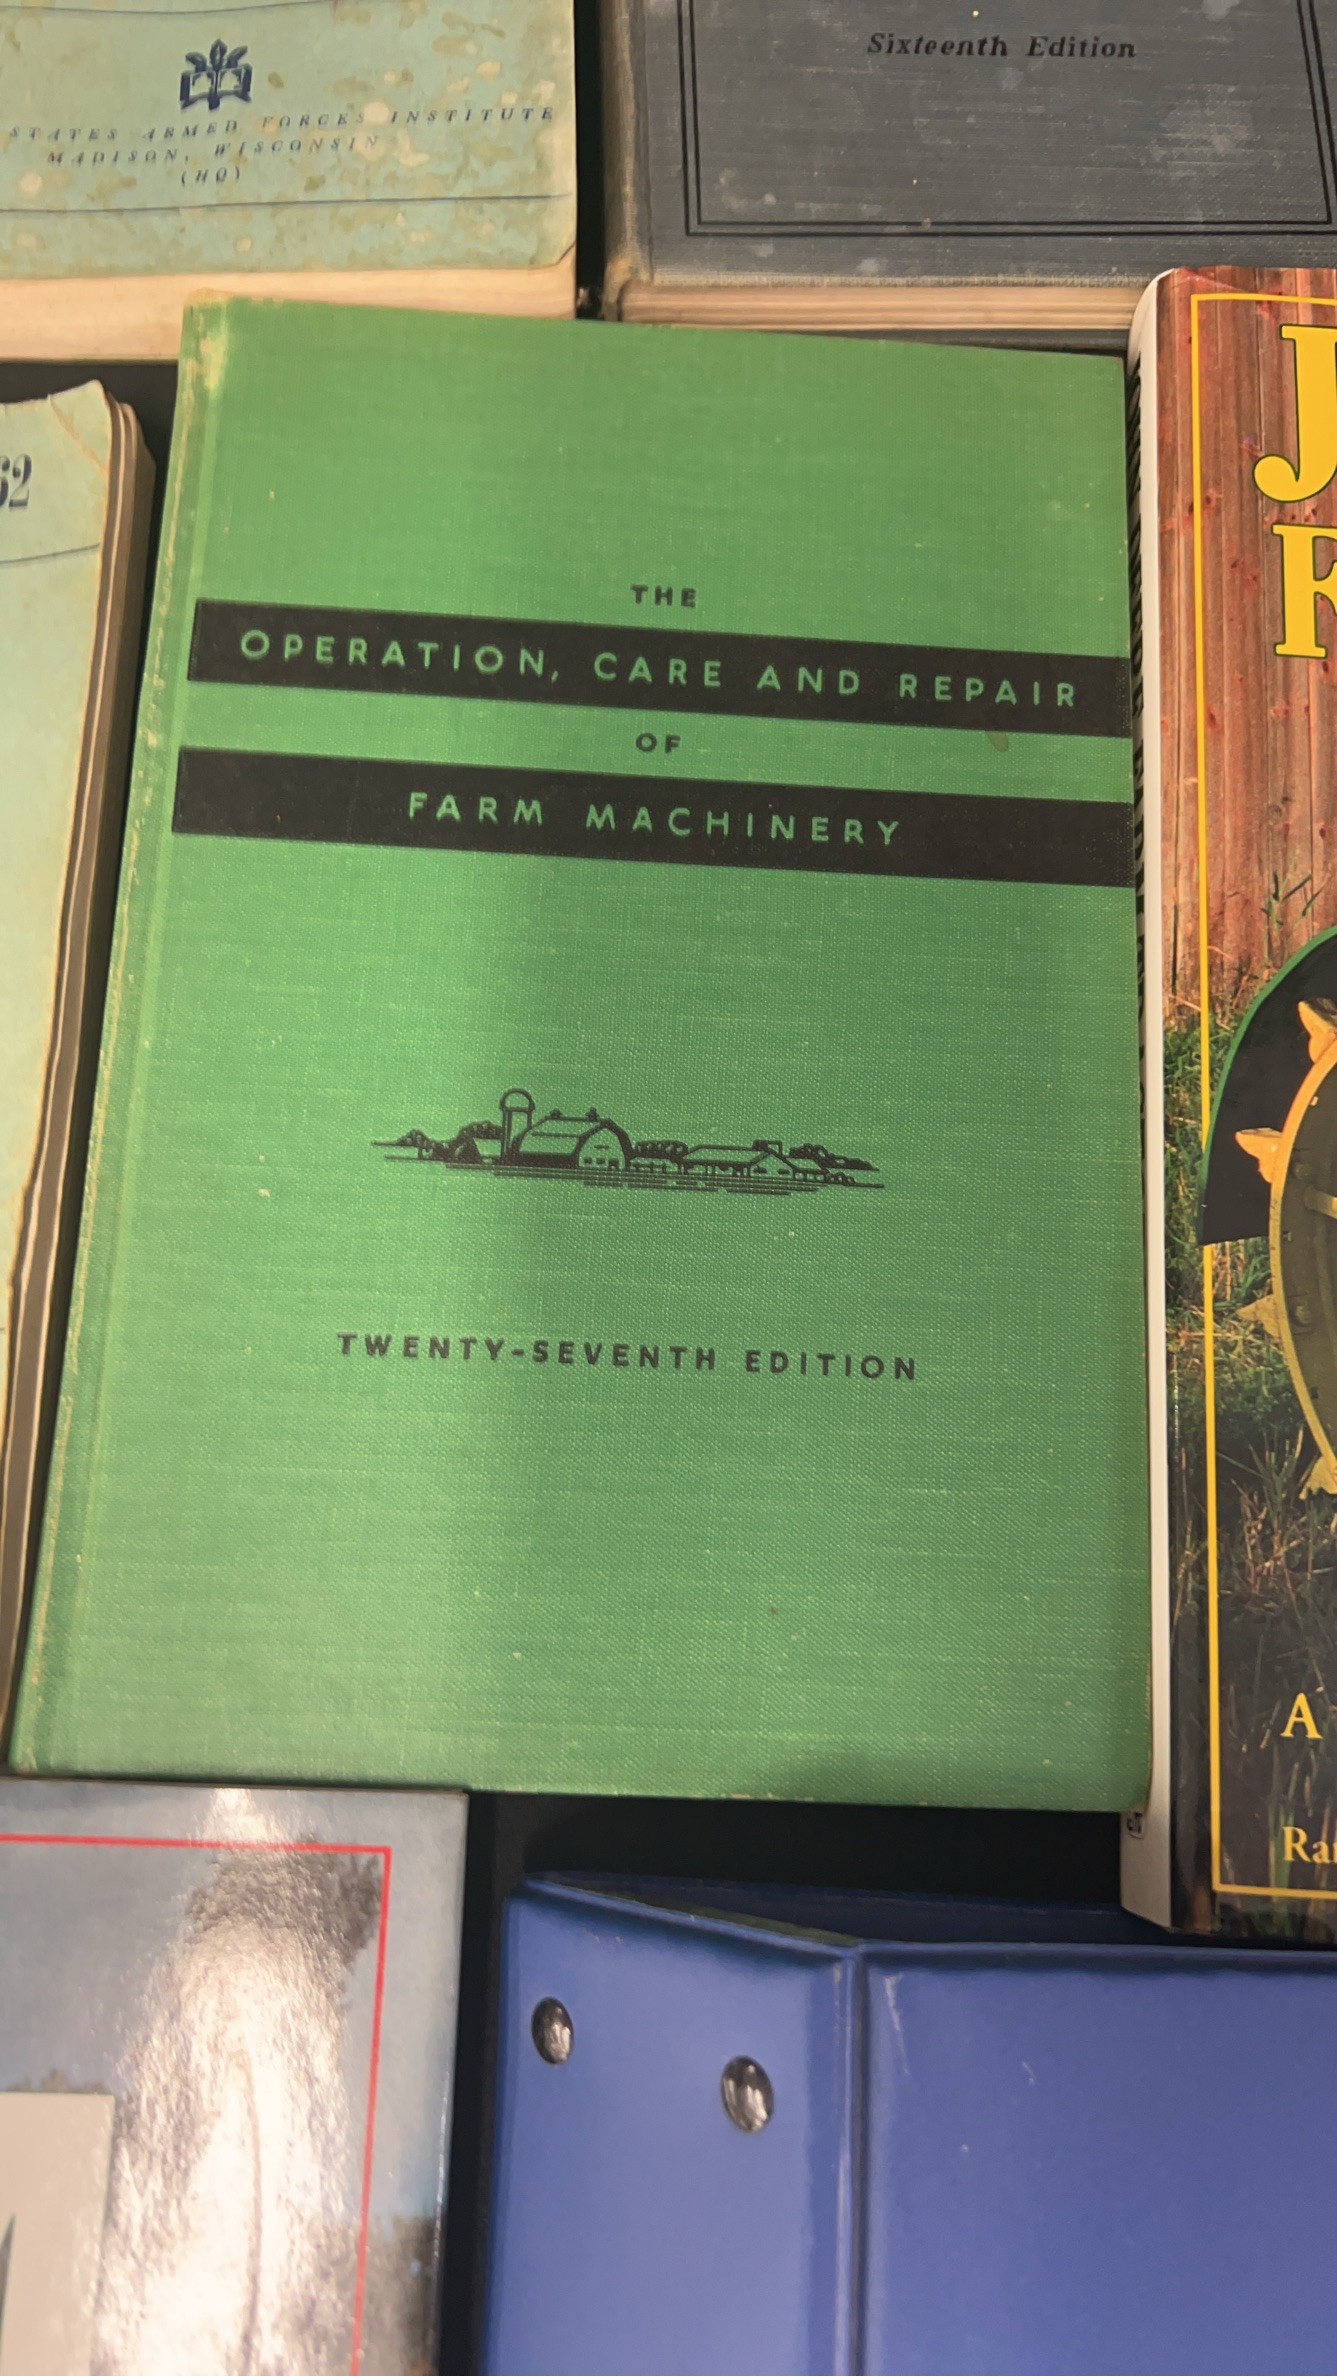 STATES ARMED FORCES INSTITUTE
MADISON, WISCONSIN
(HQ)
Sixteenth Edition
62
THE
OPERATION, CARE AND REPAIR
OF
FARM MACHINERY
TWENTY-SEVENTH EDITION
J
A